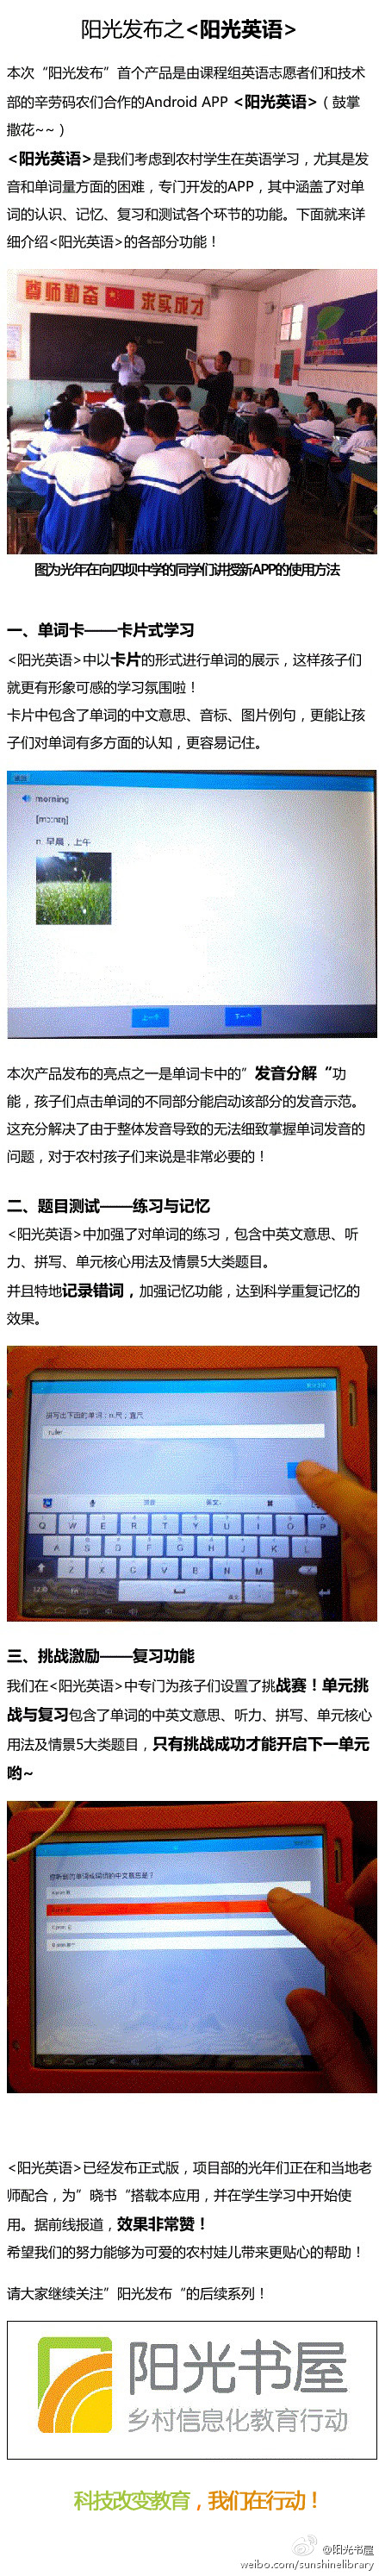 阳光发布之<阳光英语>
本次“阳光发布”首个产品是由课程组英语志愿者们和技术
部的辛劳码农们合作的Android APP <阳光英语>（鼓掌
撒花~~）
<阳光英语>是我们考虑到农村学生在英语学习，尤其是发
音和单词量方面的困难，专门开发的APP，其中涵盖了对单
词的认识、记忆、复习和测试各个环节的功能。下面就来详
细介绍<阳光英语>的各部分功能！
尊师勤奋 求实成才
图为光年在向四坝中学的同学们讲授新APP的使用方法
一、单词卡——卡片式学习
<阳光英语>中以卡片的形式进行单词的展示，这样孩子们
就更有形象可感的学习氛围啦！
卡片中包含了单词的中文意思、音标、图片例句，更能让孩
子们对单词有多方面的认知，更容易记住。
morning
[mɔ:nɪŋ]
n. 早晨，上午
上一个 下一个
本次产品发布的亮点之一是单词卡中的”发音分解“功
能，孩子们点击单词的不同部分能启动该部分的发音示范。
这充分解决了由于整体发音导致的无法细致掌握单词发音的
问题，对于农村孩子们来说是非常必要的！
二、题目测试——练习与记忆
<阳光英语>中加强了对单词的练习，包含中英文意思、听
力、拼写、单元核心用法及情景5大类题目。
并且特地记录错词，加强记忆功能，达到科学重复记忆的
效果。
拼写出下面的单词：n.尺；直尺
ruler
Q W E R T Y U I O P
A S D F G H J K L
Z X C V B N M
三、挑战激励——复习功能
我们在<阳光英语>中专门为孩子们设置了挑战赛！单元挑
战与复习包含了单词的中英文意思、听力、拼写、单元核心
用法及情景5大类题目，只有挑战成功才能开启下一单元
哟~
你听到的单词或词语的中文意思是？
<阳光英语>已经发布正式版，项目部的光年们正在和当地老
师配合，为”晓书“搭载本应用，并在学生学习中开始使
用。据前线报道，效果非常赞！
希望我们的努力能够为可爱的农村娃儿带来更贴心的帮助！
请大家继续关注”阳光发布“的后续系列！
阳光书屋
乡村信息化教育行动
科技改变教育，我们在行动！
@阳光书屋
weibo.com/sunshinelibrary